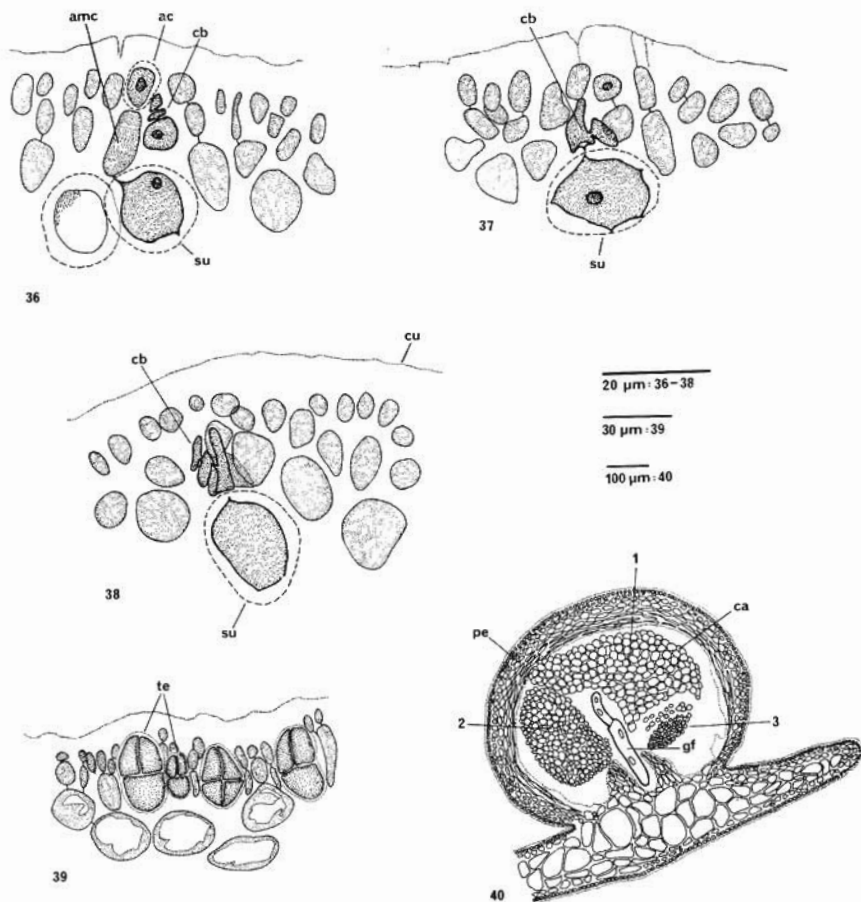 amc
ac
cb
su
36
cb
su
37
cb
cu
su
38
20 µm : 36–38
30 µm : 39
100 µm : 40
te
39
1
ca
pe
2
3
gf
40